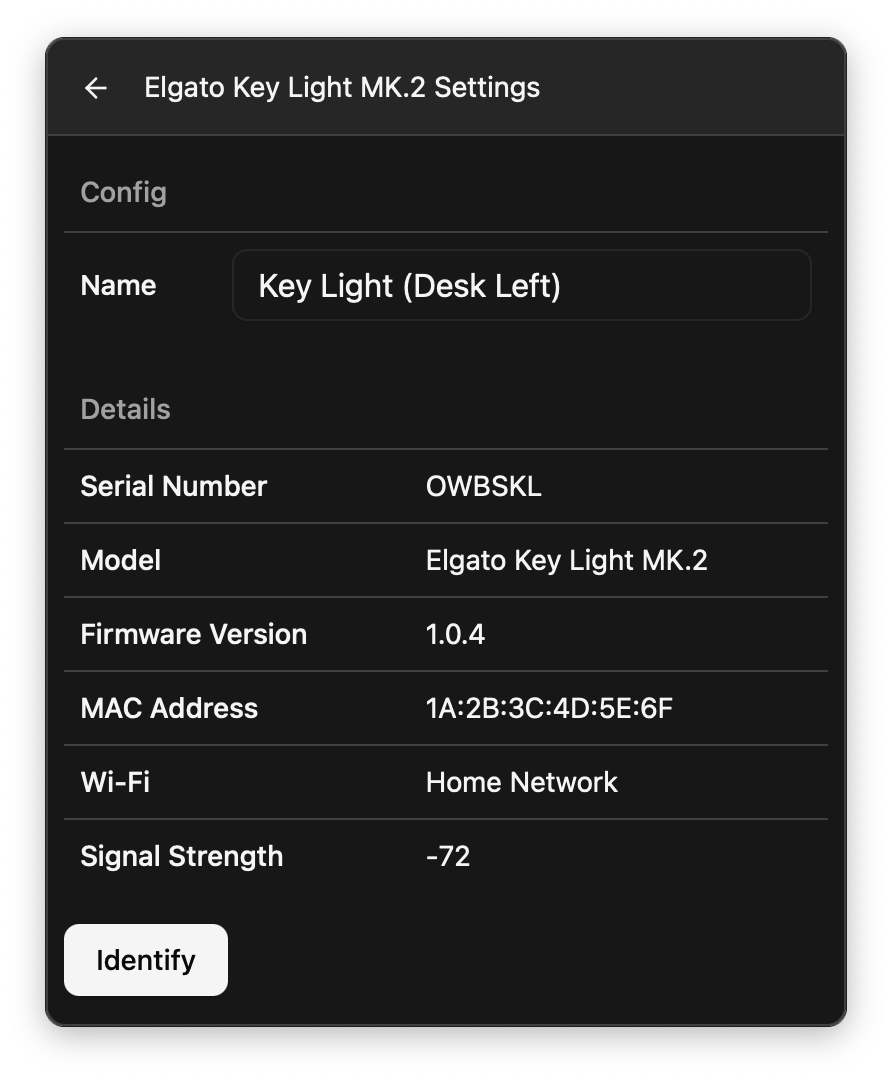 Elgato Key Light MK.2 Settings
Config
Name Key Light (Desk Left)
Details
Serial Number OWBSKL
Model Elgato Key Light MK.2
Firmware Version 1.0.4
MAC Address 1A:2B:3C:4D:5E:6F
Wi-Fi Home Network
Signal Strength -72
Identify